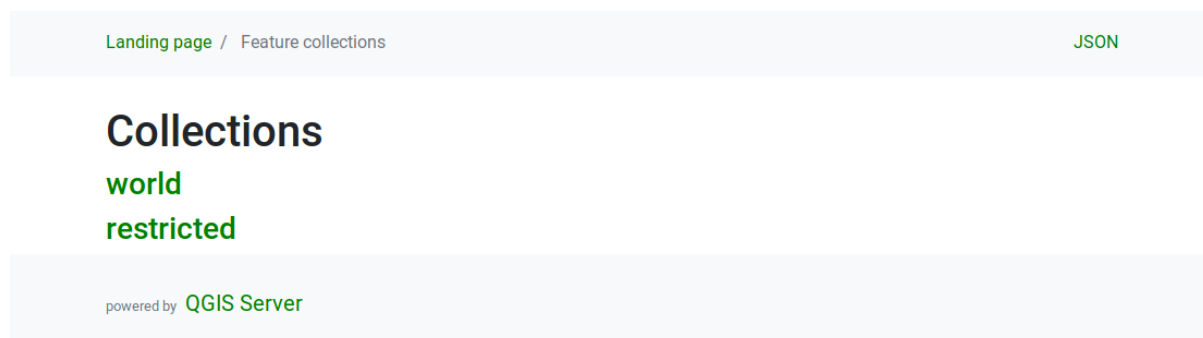 Landing page / Feature collections JSON
Collections
world
restricted
powered by QGIS Server